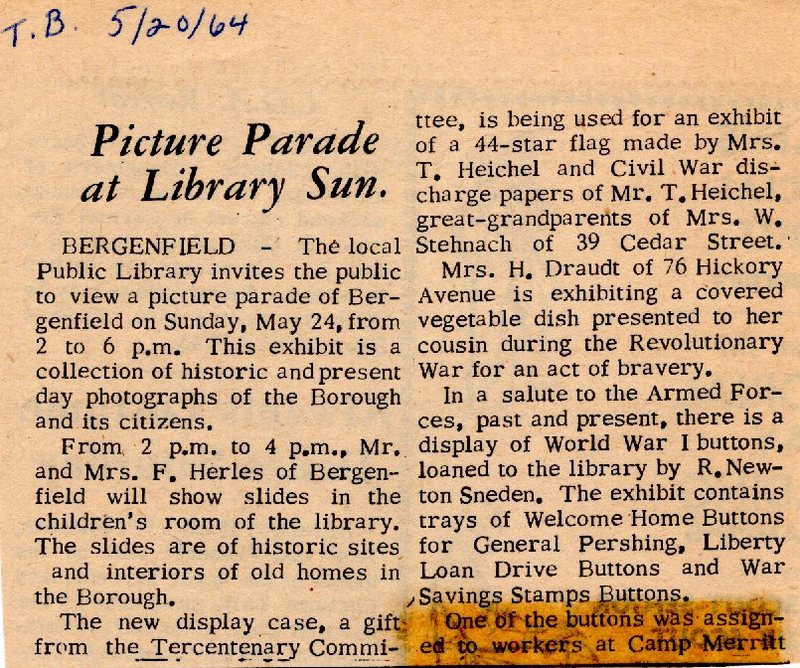 T.B. 5/20/64
Picture Parade
at Library Sun.
BERGENFIELD - The local
Public Library invites the public
to view a picture parade of Ber-
genfield on Sunday, May 24, from
2 to 6 p.m. This exhibit is a
collection of historic and present
day photographs of the Borough
and its citizens.
From 2 p.m. to 4 p.m., Mr.
and Mrs. F. Herles of Bergen-
field will show slides in the
children's room of the library.
The slides are of historic sites
and interiors of old homes in
the Borough.
The new display case, a gift
from the Tercentenary Commi-
ttee, is being used for an exhibit
of a 44-star flag made by Mrs.
T. Heichel and Civil War dis-
charge papers of Mr. T. Heichel,
great-grandparents of Mrs. W.
Stehnach of 39 Cedar Street.
Mrs. H. Draudt of 76 Hickory
Avenue is exhibiting a covered
vegetable dish presented to her
cousin during the Revolutionary
War for an act of bravery.
In a salute to the Armed For-
ces, past and present, there is a
display of World War I buttons,
loaned to the library by R. New-
ton Sneden. The exhibit contains
trays of Welcome Home Buttons
for General Pershing, Liberty
Loan Drive Buttons and War
Savings Stamps Buttons.
One of the buttons was assign-
ed to workers at Camp Merritt